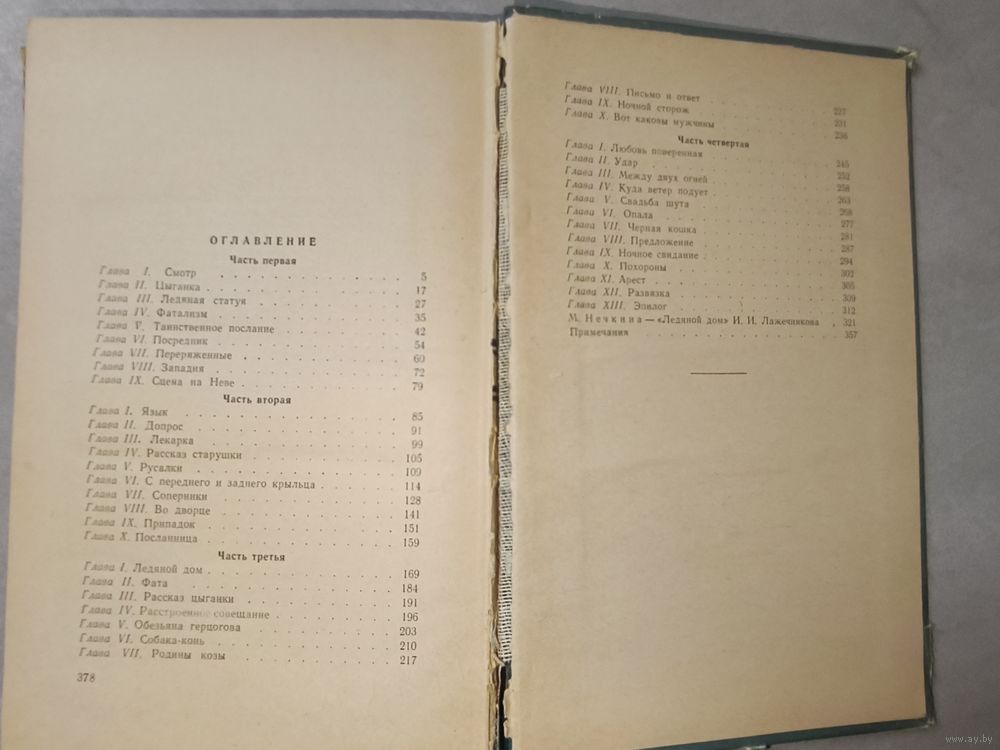 ОГЛАВЛЕНИЕ
Часть первая
Глава I. Смотр . . . . . . . . . . 5
Глава II. Цыганка . . . . . . . . . . 17
Глава III. Ледяная статуя . . . . . . . . . . 27
Глава IV. Фатализм . . . . . . . . . . 35
Глава V. Таинственное послание . . . . . . . . . . 42
Глава VI. Посредник . . . . . . . . . . 54
Глава VII. Переряженные . . . . . . . . . . 60
Глава VIII. Западня . . . . . . . . . . 72
Глава IX. Сцена на Неве . . . . . . . . . . 79
Часть вторая
Глава I. Язык . . . . . . . . . . 85
Глава II. Допрос . . . . . . . . . . 91
Глава III. Лекарка . . . . . . . . . . 99
Глава IV. Рассказ старушки . . . . . . . . . . 105
Глава V. Русалки . . . . . . . . . . 109
Глава VI. С переднего и заднего крыльца . . . . . . 114
Глава VII. Соперники . . . . . . . . . . 128
Глава VIII. Во дворце . . . . . . . . . . 141
Глава IX. Припадок . . . . . . . . . . 151
Глава X. Посланница . . . . . . . . . . 159
Часть третья
Глава I. Ледяной дом . . . . . . . . . . 169
Глава II. Фата . . . . . . . . . . 184
Глава III. Рассказ цыганки . . . . . . . . . . 191
Глава IV. Расстроенное совещание . . . . . . . . 196
Глава V. Обезьяна герцогова . . . . . . . . . . 203
Глава VI. Собака-конь . . . . . . . . . . 210
Глава VII. Родины козы . . . . . . . . . . 217
378
Глава VIII. Письмо и ответ . . . . . . . . . . 227
Глава IX. Ночной сторож . . . . . . . . . . 231
Глава X. Вот каковы мужчины . . . . . . . . . . 236
Часть четвертая
Глава I. Любовь поверенная . . . . . . . . . . 245
Глава II. Удар . . . . . . . . . . 252
Глава III. Между двух огней . . . . . . . . . . 258
Глава IV. Куда ветер подует . . . . . . . . . . 263
Глава V. Свадьба шута . . . . . . . . . . 268
Глава VI. Опала . . . . . . . . . . 277
Глава VII. Черная кошка . . . . . . . . . . 281
Глава VIII. Предложение . . . . . . . . . . 287
Глава IX. Ночное свидание . . . . . . . . . . 294
Глава X. Похороны . . . . . . . . . . 302
Глава XI. Арест . . . . . . . . . . 305
Глава XII. Развязка . . . . . . . . . . 309
Глава XIII. Эпилог . . . . . . . . . . 312
М. Нечкина — «Ледяной дом» И. И. Лажечникова . 321
Примечания . . . . . . . . . . 357
www.ay.by